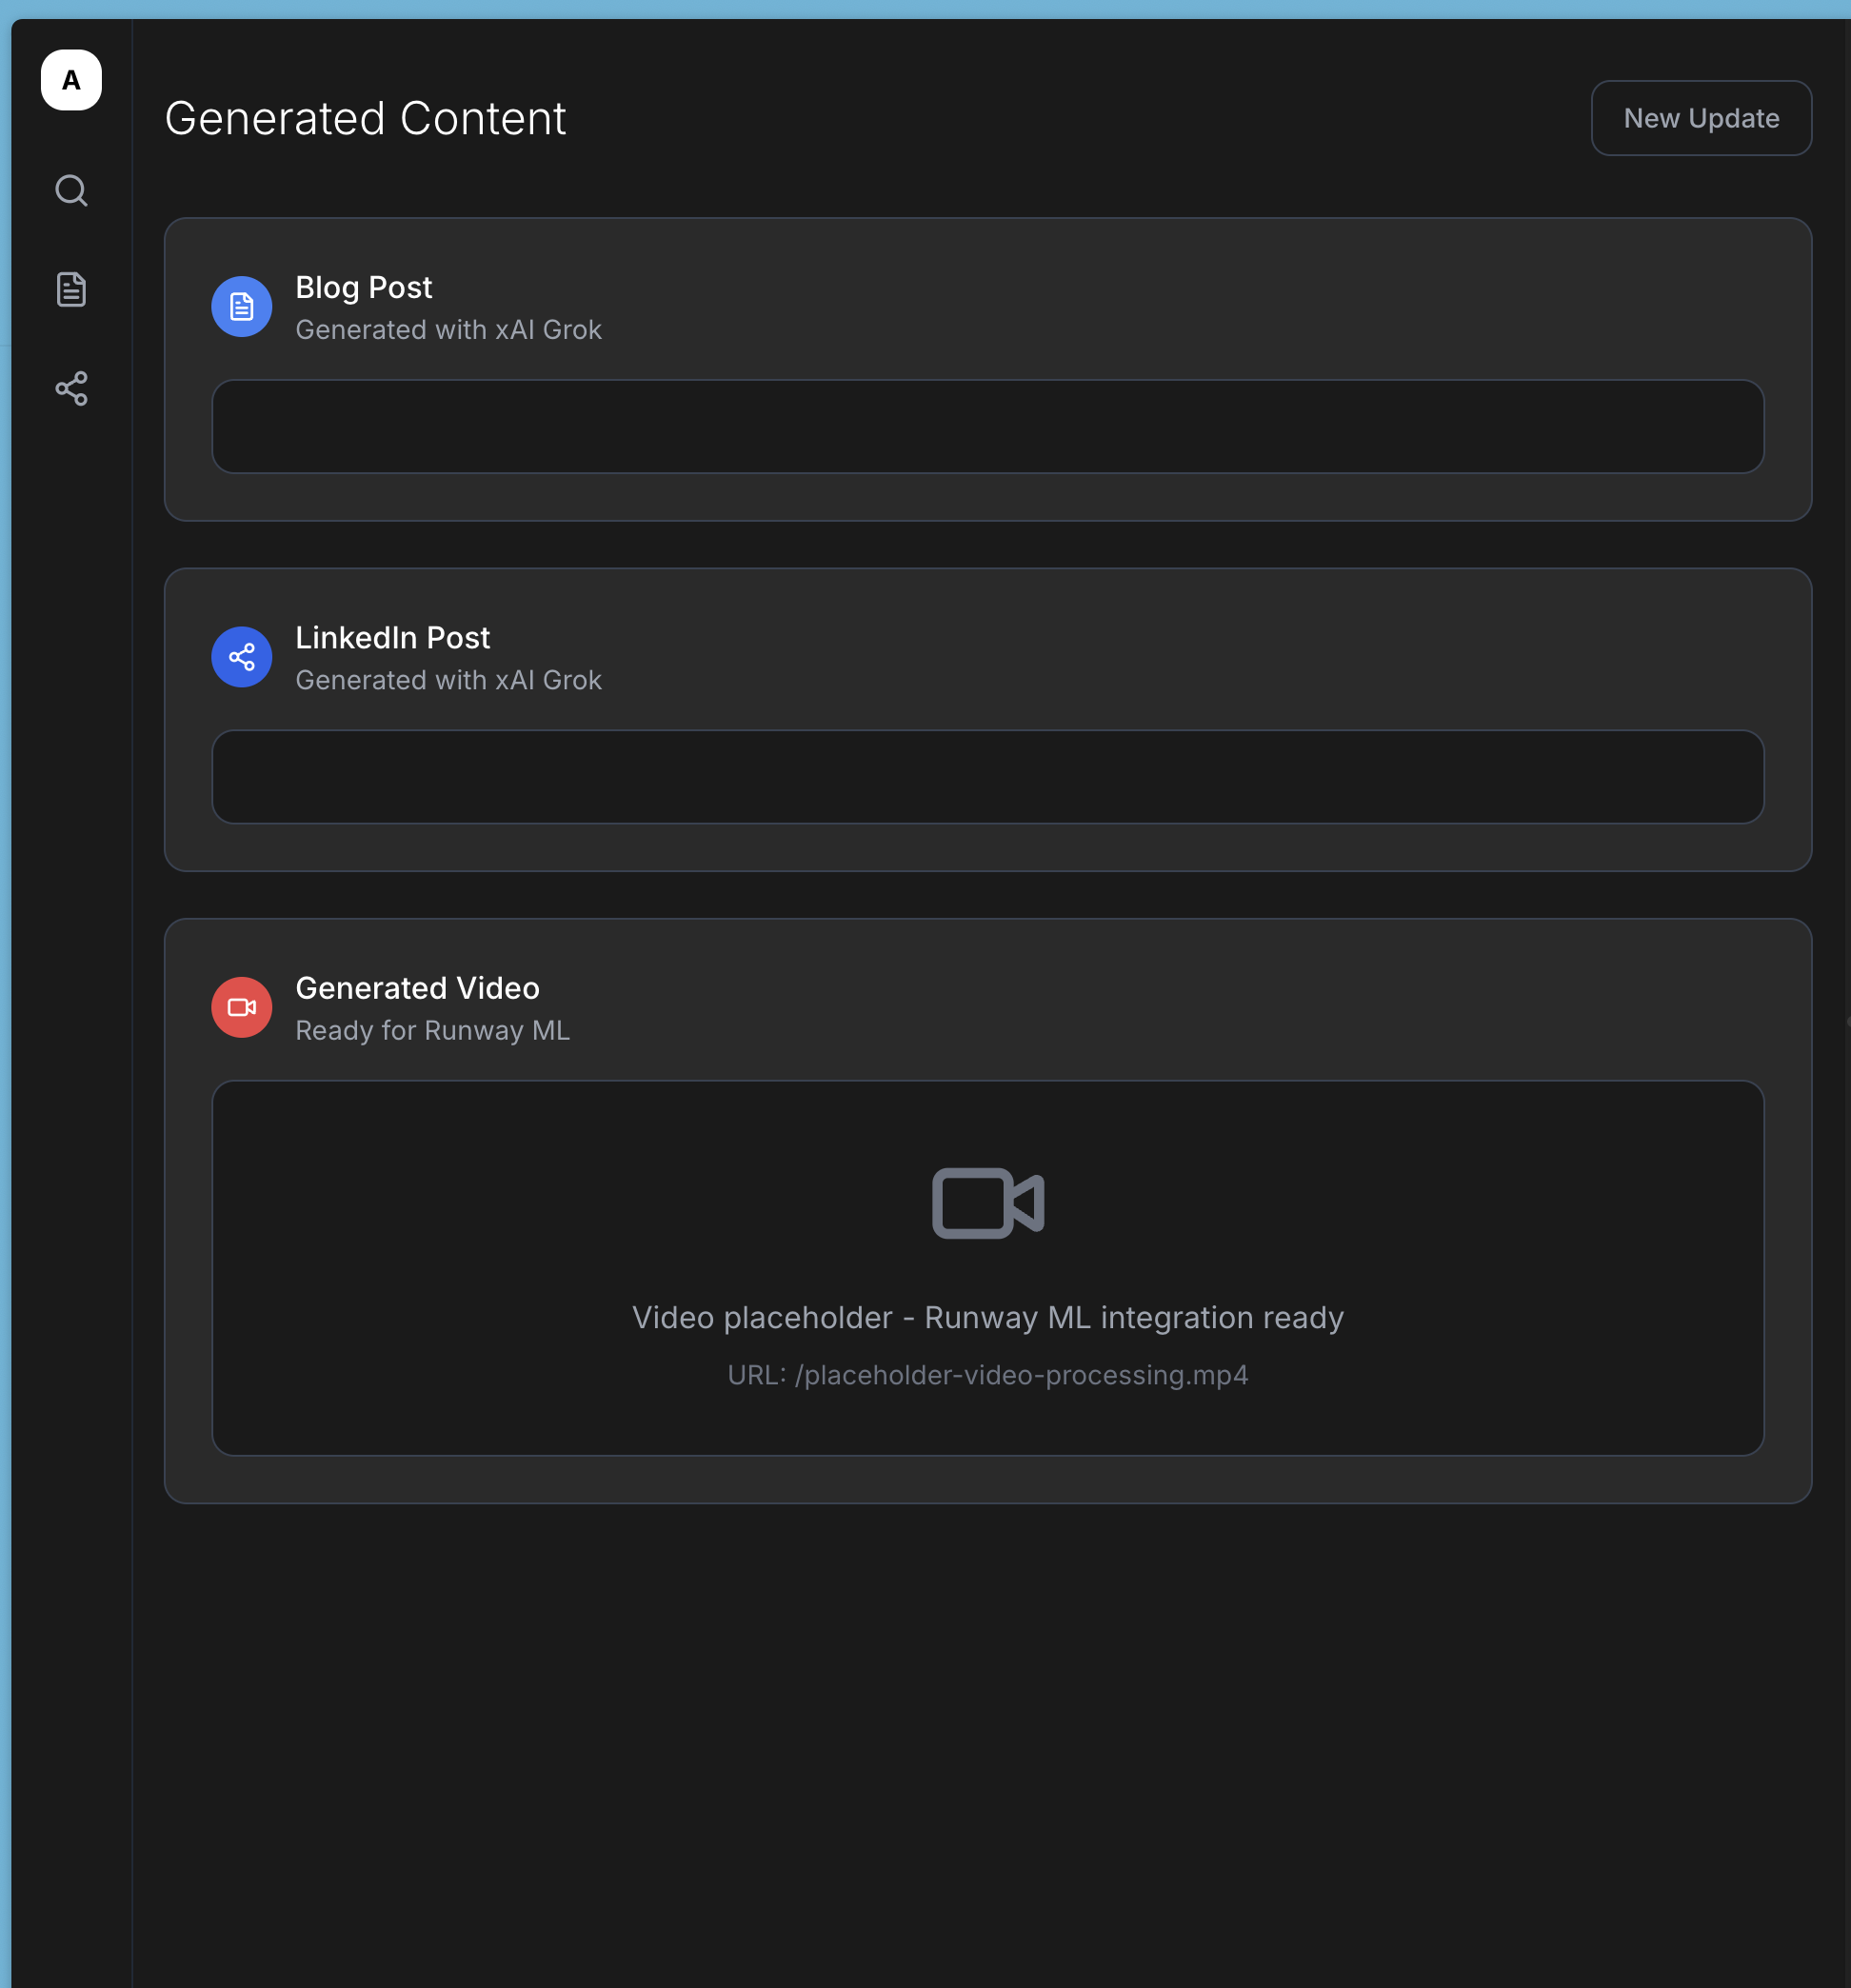 A
Generated Content
New Update
Blog Post
Generated with xAI Grok
LinkedIn Post
Generated with xAI Grok
Generated Video
Ready for Runway ML
Video placeholder - Runway ML integration ready
URL: /placeholder-video-processing.mp4